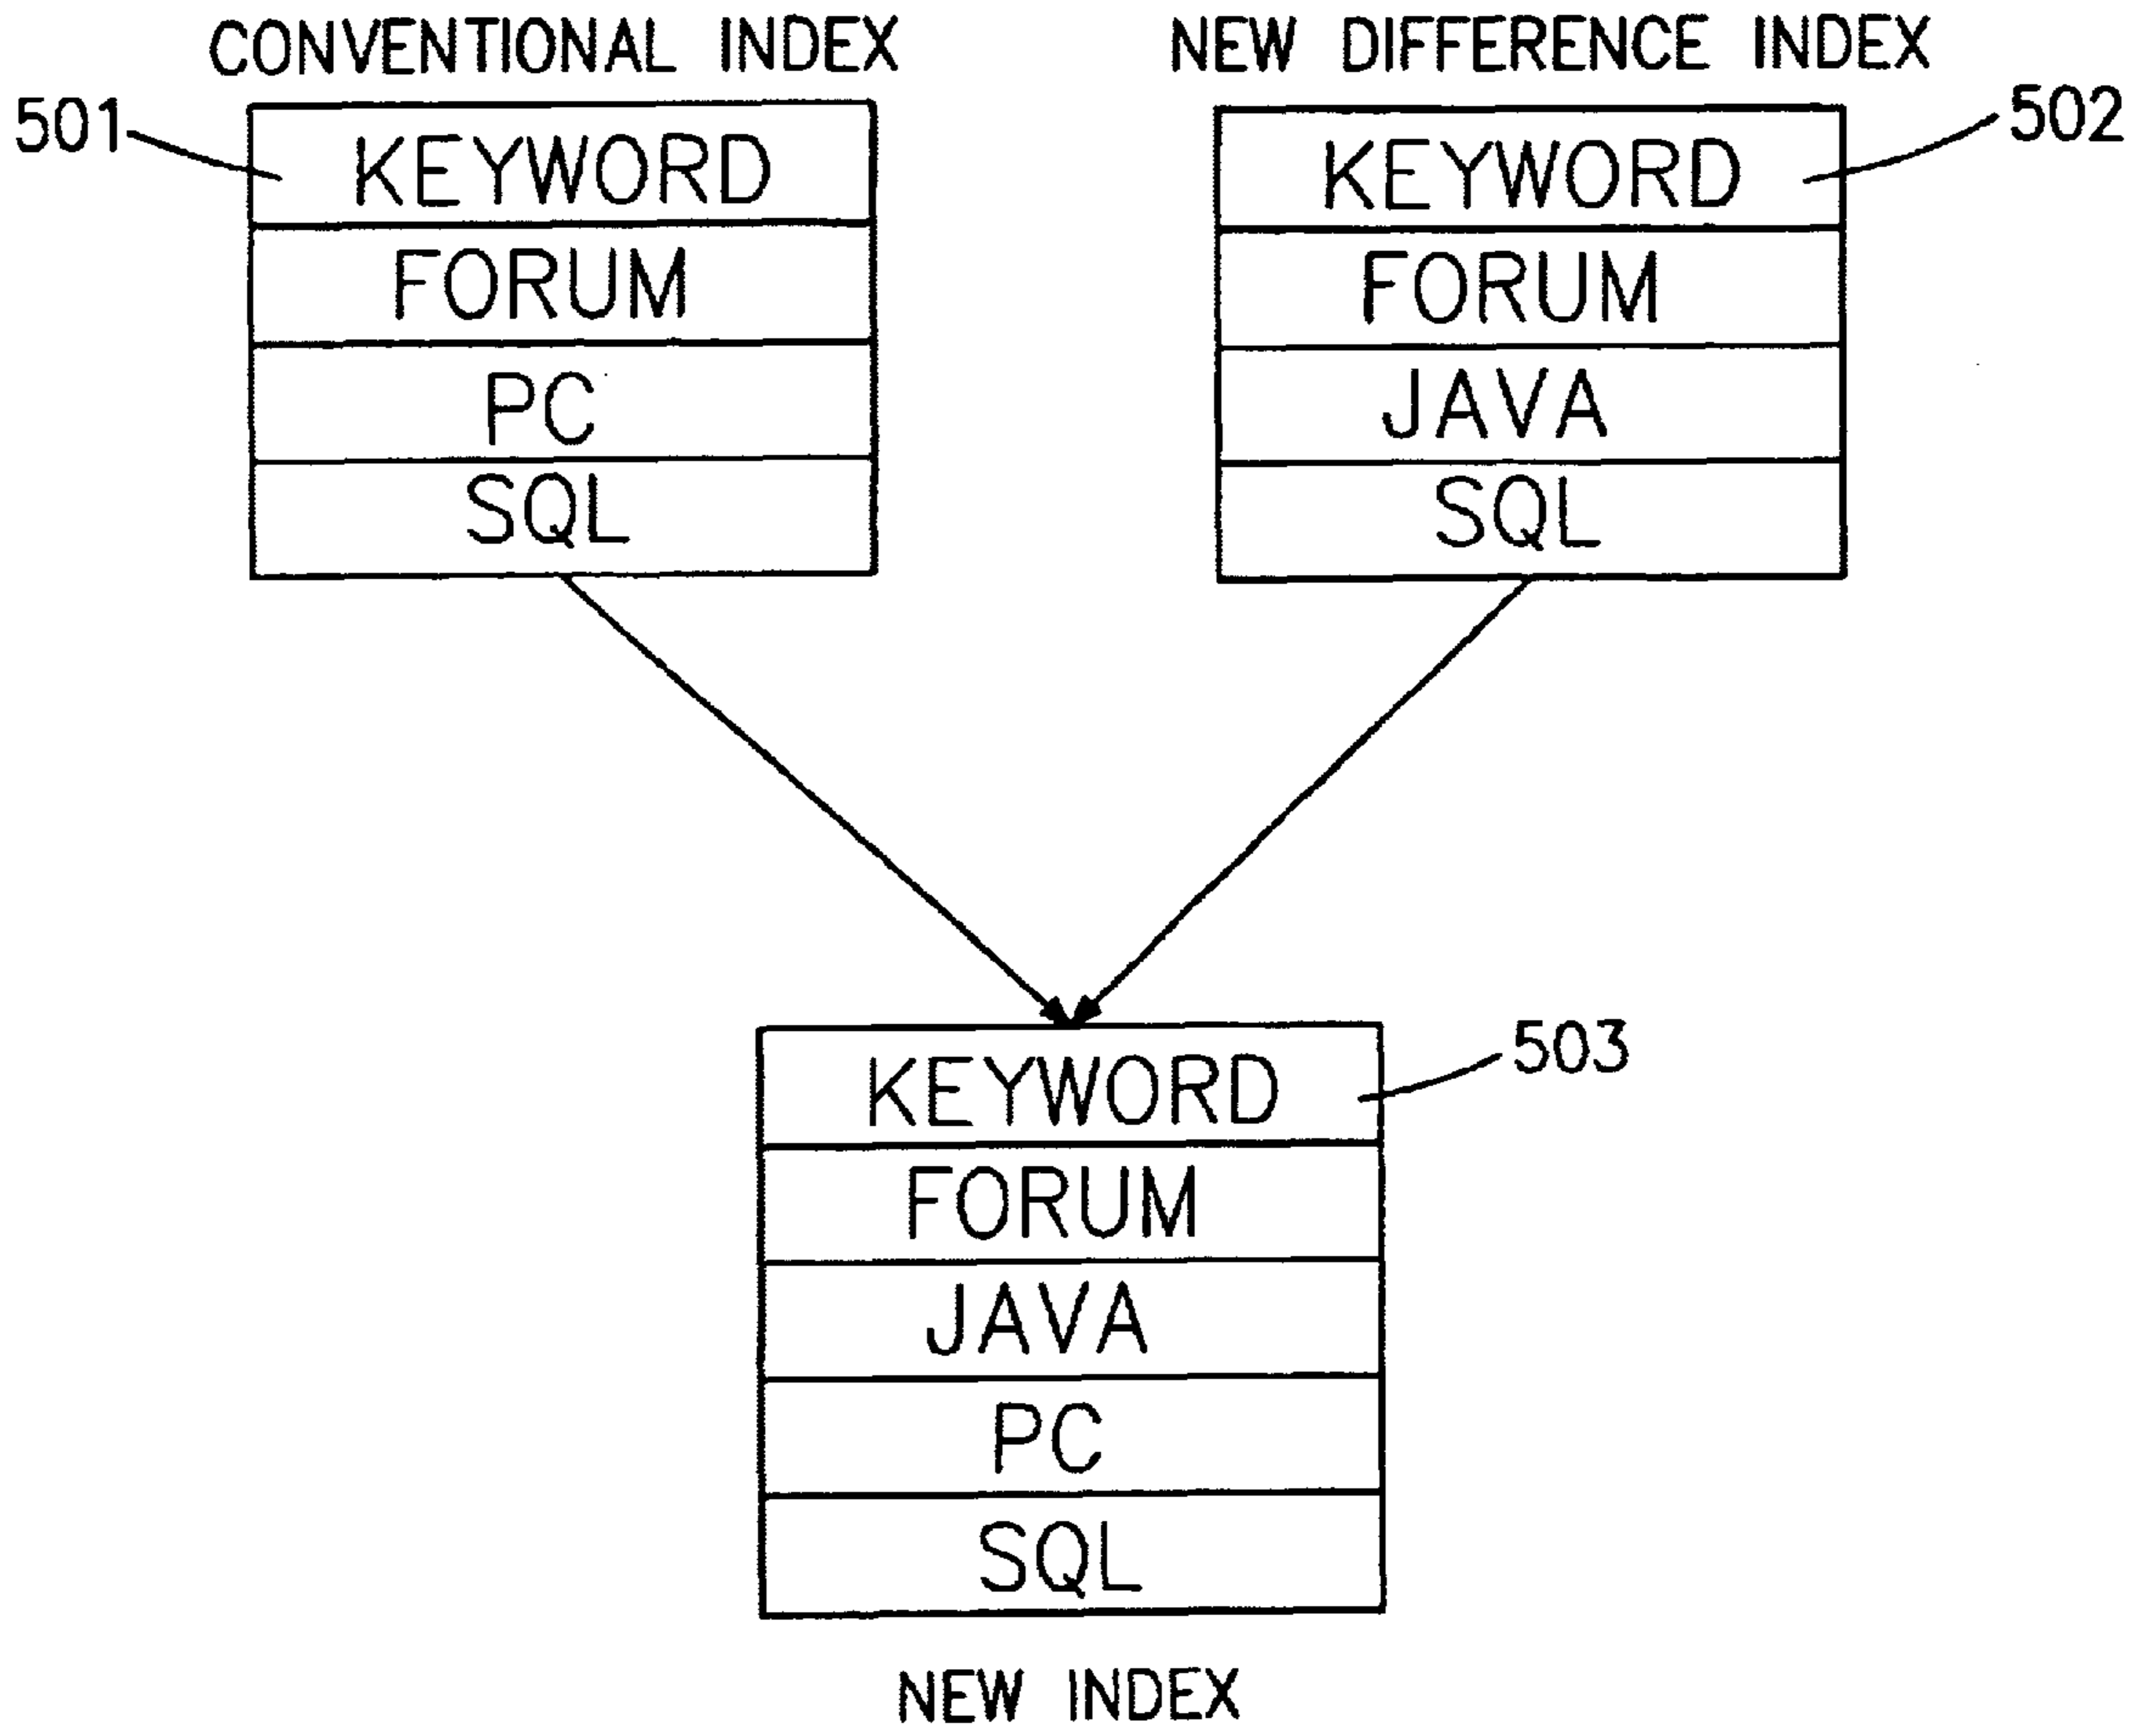 CONVENTIONAL INDEX
NEW DIFFERENCE INDEX
501
502
KEYWORD
FORUM
PC
SQL
KEYWORD
FORUM
JAVA
SQL
503
KEYWORD
FORUM
JAVA
PC
SQL
NEW INDEX